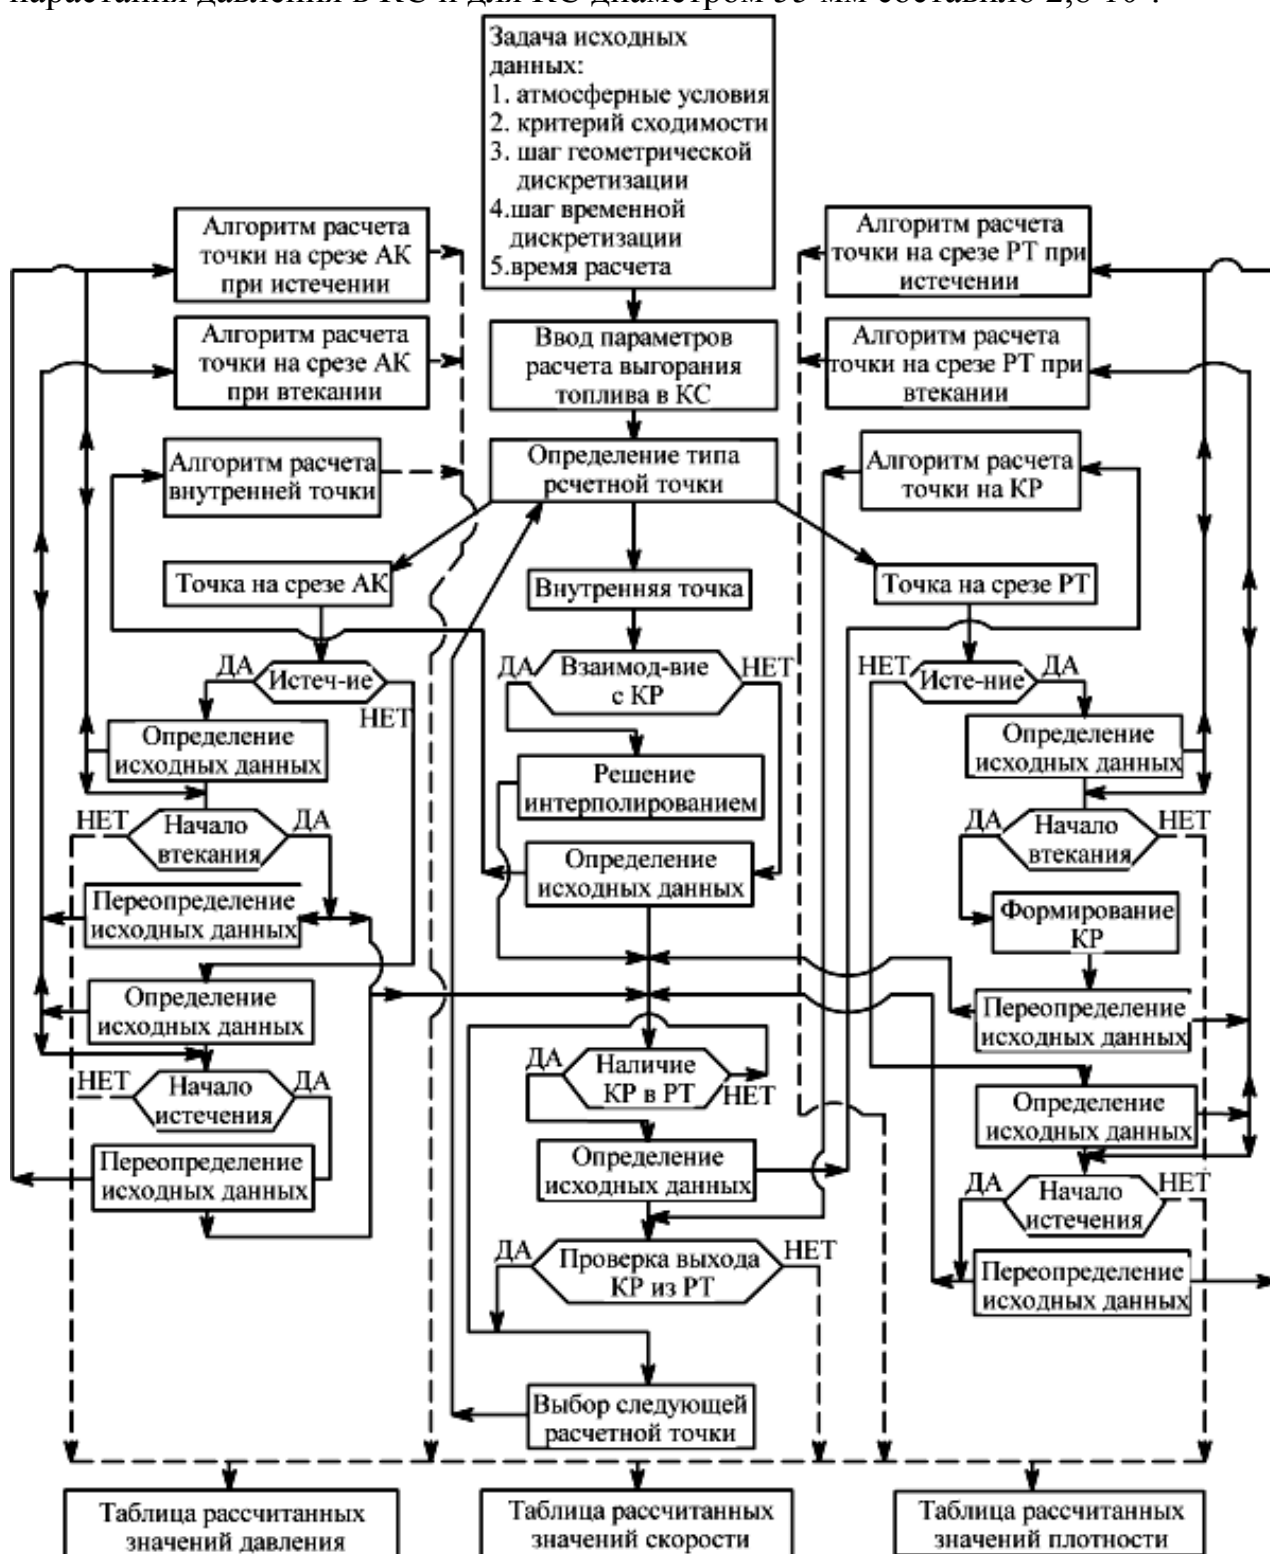 нарастания давления в КС и для КС диаметром 35 мм составило 2,8·10
Задача исходных
данных:
1. атмосферные условия
2. критерий сходимости
3. шаг геометрической
дискретизации
4.шаг временной
дискретизации
5.время расчета
Алгоритм расчета
точки на срезе АК
при истечении
Алгоритм расчета
точки на срезе РТ при
истечении
Алгоритм расчета
точки на срезе АК
при втекании
Ввод параметров
расчета выгорания
топлива в КС
Алгоритм расчета
точки на срезе РТ при
втекании
Алгоритм расчета
внутренней точки
Определение типа
рсчетной точки
Алгоритм расчета
точки на КР
Точка на срезе АК
Внутренняя точка
Точка на срезе РТ
ДА
Истеч-ие
НЕТ
ДА
Взаимод-вие
с КР
НЕТ
НЕТ
Исте-ние
ДА
Определение
исходных данных
Решение
интерполированием
Определение
исходных данных
НЕТ
Начало
втекания
ДА
Определение
исходных данных
ДА
Начало
втекания
НЕТ
Переопределение
исходных данных
Формирование
КР
Определение
исходных данных
Переопределение
исходных данных
НЕТ
Начало
истечения
ДА
ДА
Наличие
КР в РТ
НЕТ
Определение
исходных данных
Переопределение
исходных данных
Определение
исходных данных
ДА
Начало
истечения
НЕТ
ДА
Проверка выхода
КР из РТ
НЕТ
Переопределение
исходных данных
Выбор следующей
расчетной точки
Таблица рассчитанных
значений давления
Таблица рассчитанных
значений скорости
Таблица рассчитанных
значений плотности